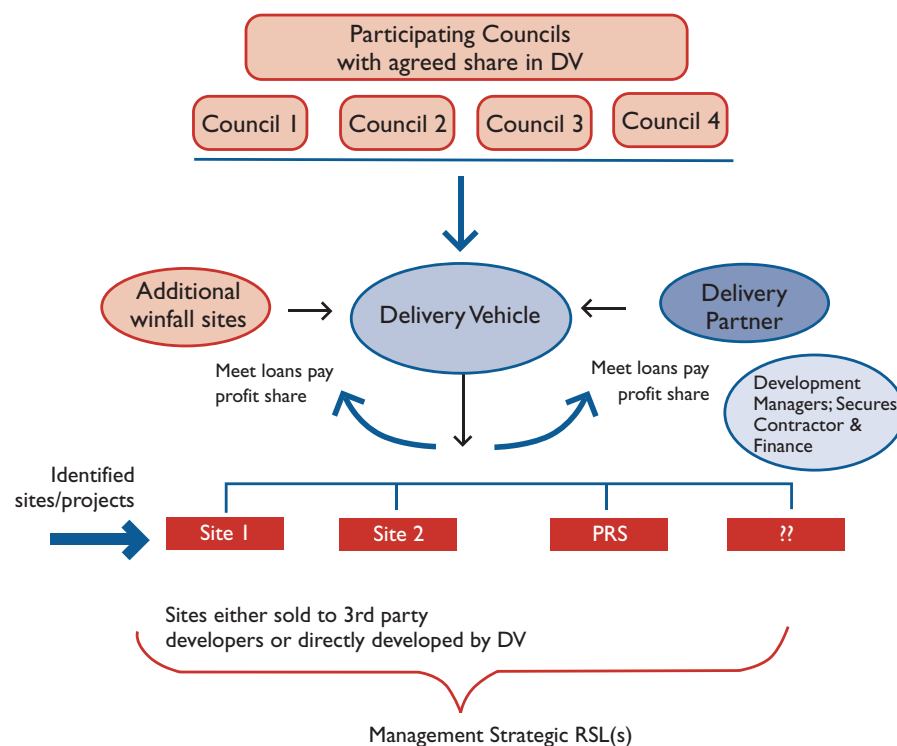 Participating Councils
with agreed share in DV
Council 1
Council 2
Council 3
Council 4
Additional
winfall sites
Delivery Vehicle
Delivery
Partner
Meet loans pay
profit share
Meet loans pay
profit share
Development
Managers; Secures
Contractor &
Finance
Identified
sites/projects
Site 1
Site 2
PRS
??
Sites either sold to 3rd party
developers or directly developed by DV
Management Strategic RSL(s)